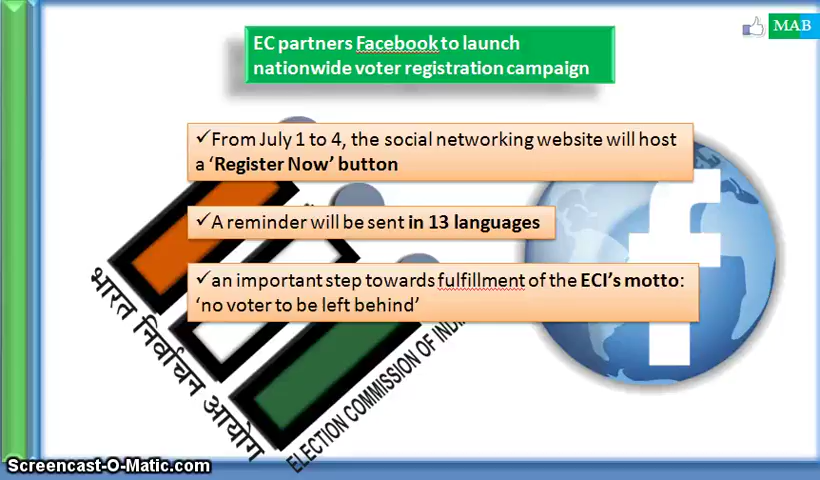 MAB
EC partners Facebook to launch
nationwide voter registration campaign
✓From July 1 to 4, the social networking website will host
a ‘Register Now’ button
✓A reminder will be sent in 13 languages
✓an important step towards fulfillment of the ECI’s motto:
‘no voter to be left behind’
भारत निर्वाचन आयोग
ELECTION COMMISSION OF INDI
Screencast-O-Matic.com